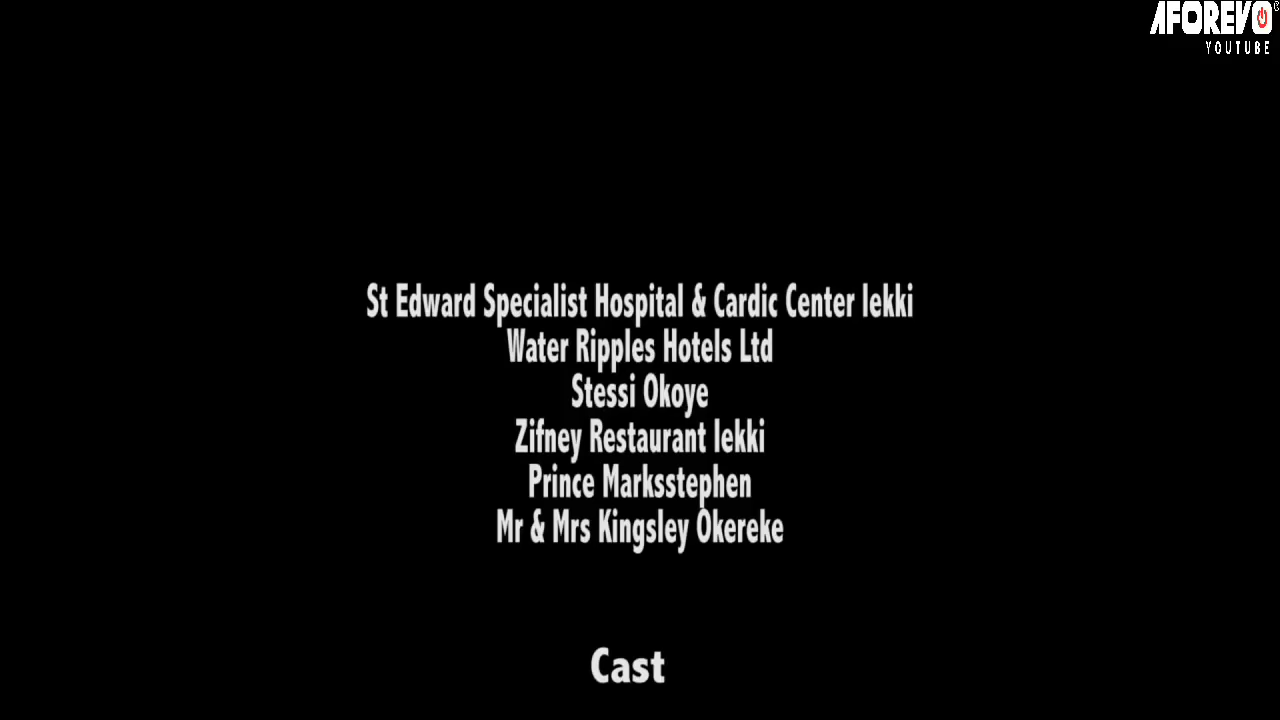 AFOREVO
YOUTUBE
St Edward Specialist Hospital & Cardic Center lekki
Water Ripples Hotels Ltd
Stessi Okoye
Zifney Restaurant lekki
Prince Marksstephen
Mr & Mrs Kingsley Okereke
Cast